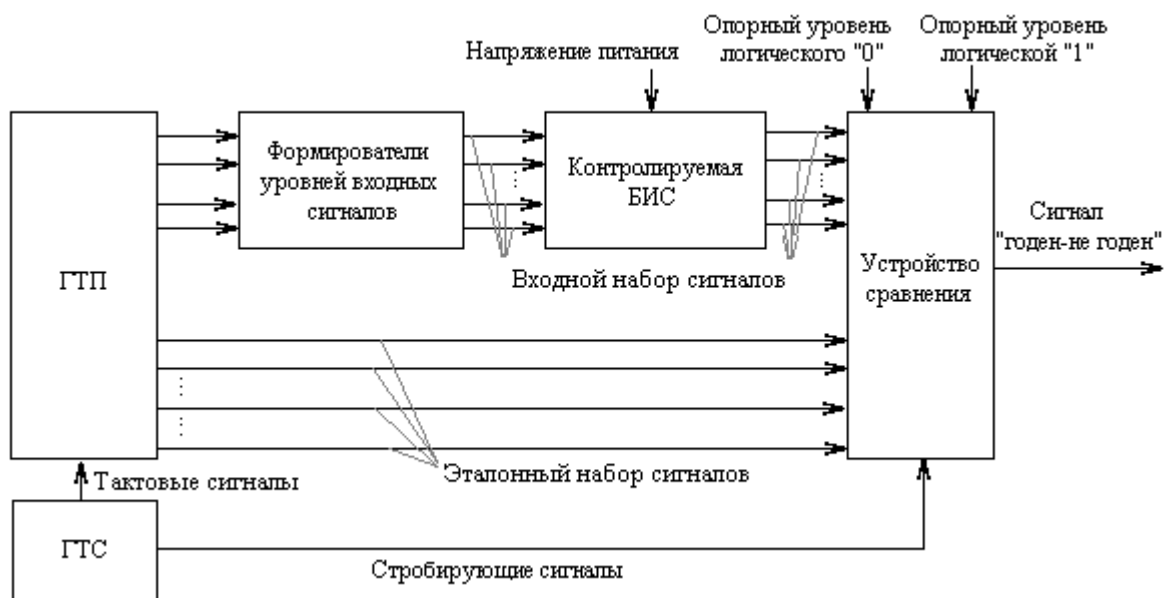 Опорный уровень
логического "0"
Опорный уровень
логической "1"
Напряжение питания
Формирователи
уровней входных
сигналов
Контролируемая
БИС
Сигнал
"годен-не годен"
Входной набор сигналов
Устройство
сравнения
ГТП
Эталонный набор сигналов
Тактовые сигналы
ГТС
Стробирующие сигналы